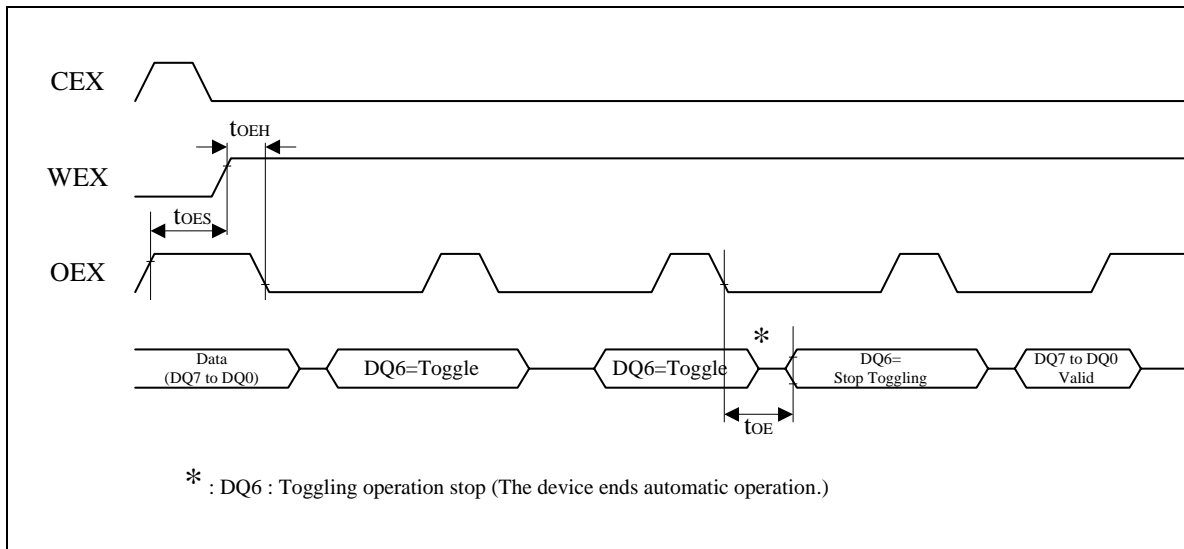 CEX
tOEH
WEX
tOES
OEX
*
Data
(DQ7 to DQ0)
DQ6=Toggle
DQ6=Toggle
DQ6=
Stop Toggling
DQ7 to DQ0
Valid
tOE
* : DQ6 : Toggling operation stop (The device ends automatic operation.)